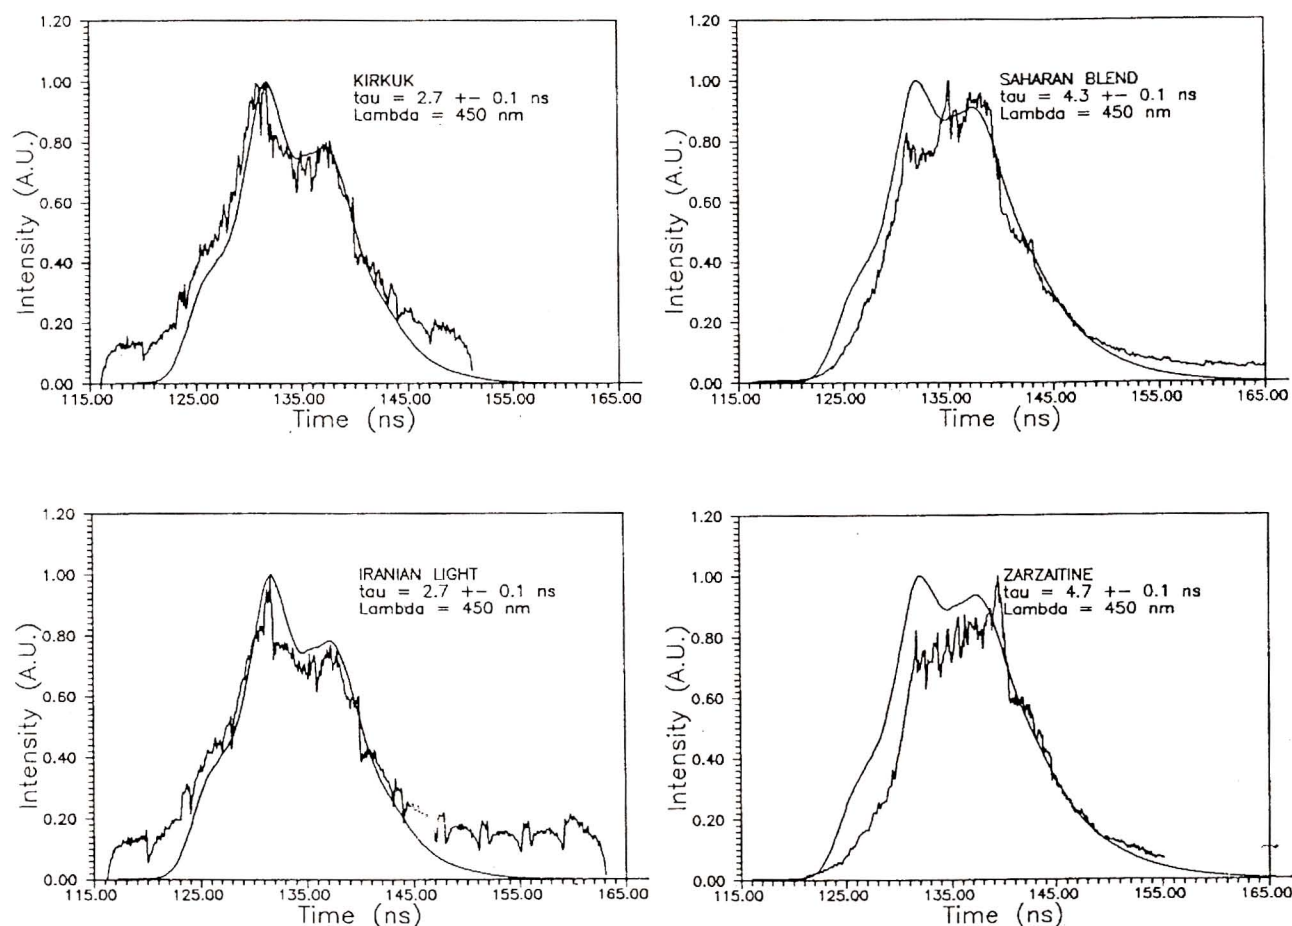 1.20
1.00
0.80
0.60
0.40
0.20
0.00
Intensity (A.U.)
KIRKUK
tau = 2.7 +- 0.1 ns
Lambda = 450 nm
115.00 125.00 135.00 145.00 155.00 165.00
Time (ns)
1.20
1.00
0.80
0.60
0.40
0.20
0.00
Intensity (A.U.)
SAHARAN BLEND
tau = 4.3 +- 0.1 ns
Lambda = 450 nm
115.00 125.00 135.00 145.00 155.00 165.00
Time (ns)
1.20
1.00
0.80
0.60
0.40
0.20
0.00
Intensity (A.U.)
IRANIAN LIGHT
tau = 2.7 +- 0.1 ns
Lambda = 450 nm
115.00 125.00 135.00 145.00 155.00 165.00
Time (ns)
1.20
1.00
0.80
0.60
0.40
0.20
0.00
Intensity (A.U.)
ZARZAITINE
tau = 4.7 +- 0.1 ns
Lambda = 450 nm
115.00 125.00 135.00 145.00 155.00 165.00
Time (ns)